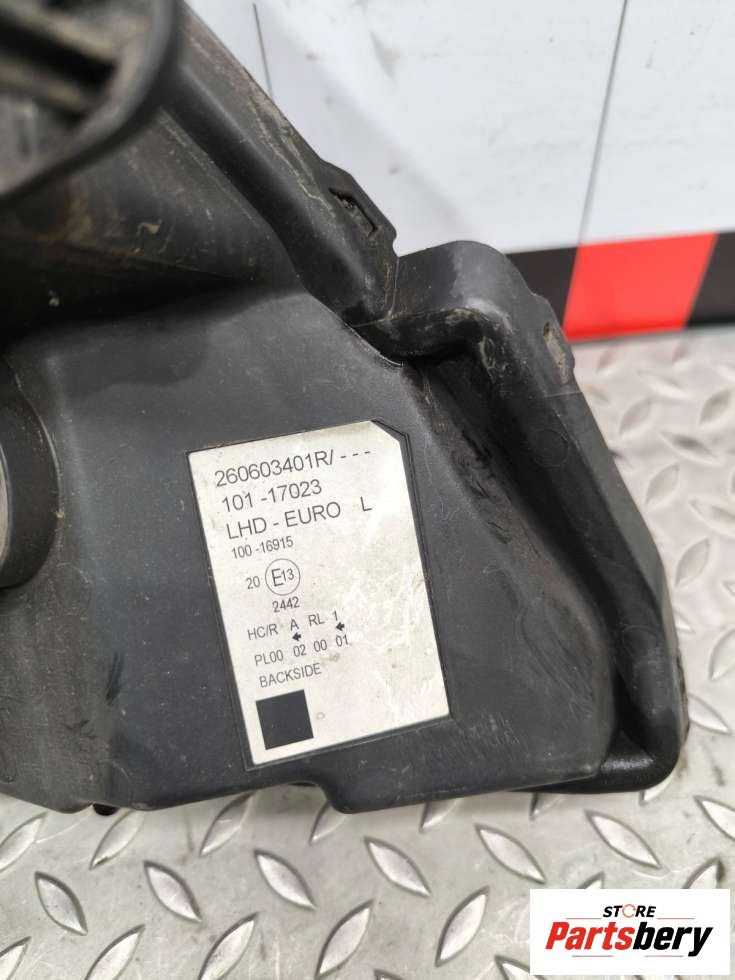 260603401R/ - - -
101 -17023
LHD - EURO L
100 -16915
20 E13
2442
HC/R A RL 1
PL00 02 00 01
BACKSIDE
STORE
Partsbery